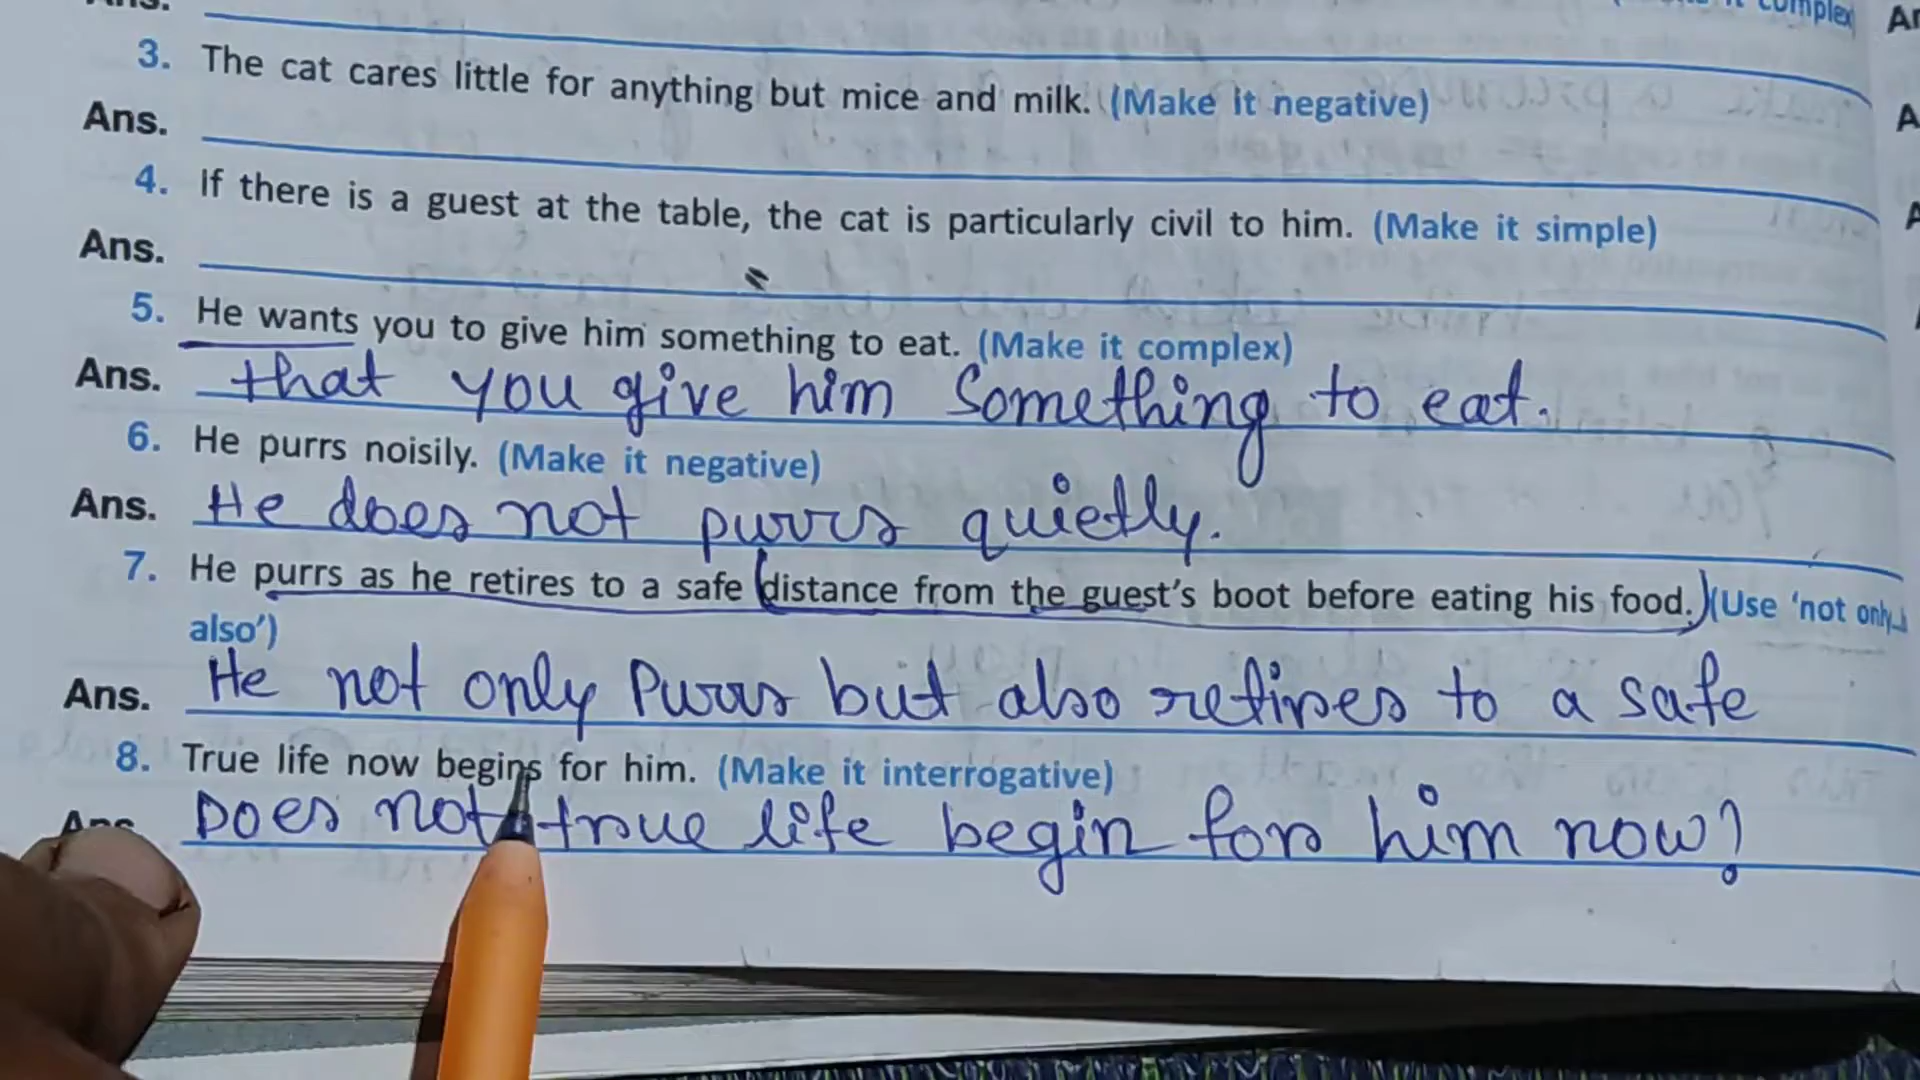 Ans.
complex
3. The cat cares little for anything but mice and milk. (Make it negative)
Ans.
4. If there is a guest at the table, the cat is particularly civil to him. (Make it simple)
Ans.
5. He wants you to give him something to eat. (Make it complex)
Ans. that you give him something to eat.
6. He purrs noisily. (Make it negative)
Ans. He does not purrs quietly.
7. He purrs as he retires to a safe distance from the guest's boot before eating his food. (Use 'not only
also')
Ans. He not only Purrs but also retires to a safe
8. True life now begins for him. (Make it interrogative)
Ans. Does not true life begin for him now?